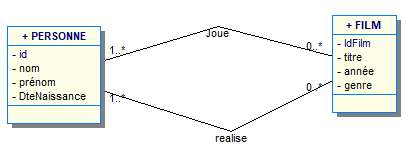 + PERSONNE
- id
- nom
- prénom
- DteNaissance
1..*
1..*
Joue
realise
0..*
0..*
+ FILM
- IdFilm
- titre
- année
- genre